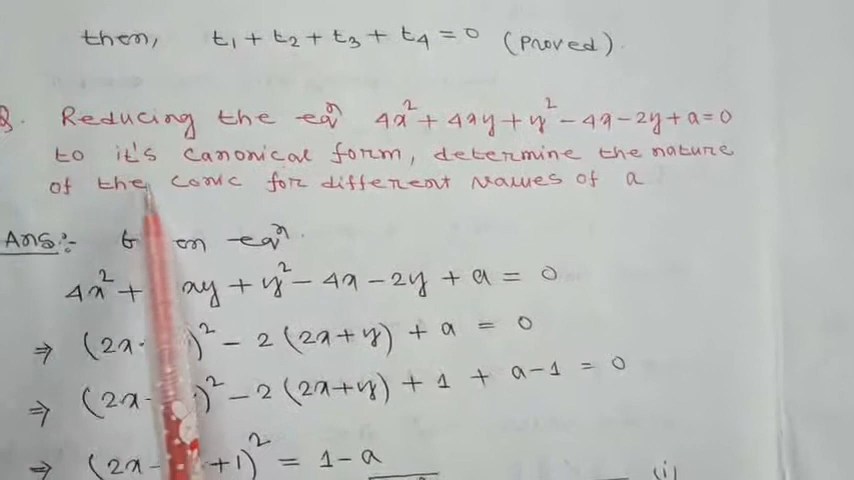 then, t₁ + t₂ + t₃ + t₄ = 0 (Proved).
Q. Reducing the eqⁿ 4x² + 4xy + y² - 4x - 2y + a = 0
to it's canonical form, determine the nature
of the conic for different values of a
Ans:- on eqⁿ.
4x² + xy + y² - 4x - 2y + a = 0
⇒ (2x )² - 2 (2x+y) + a = 0
⇒ (2x- )² - 2 (2x+y) + 1 + a-1 = 0
⇒ (2x- +1)² = 1-a (i)